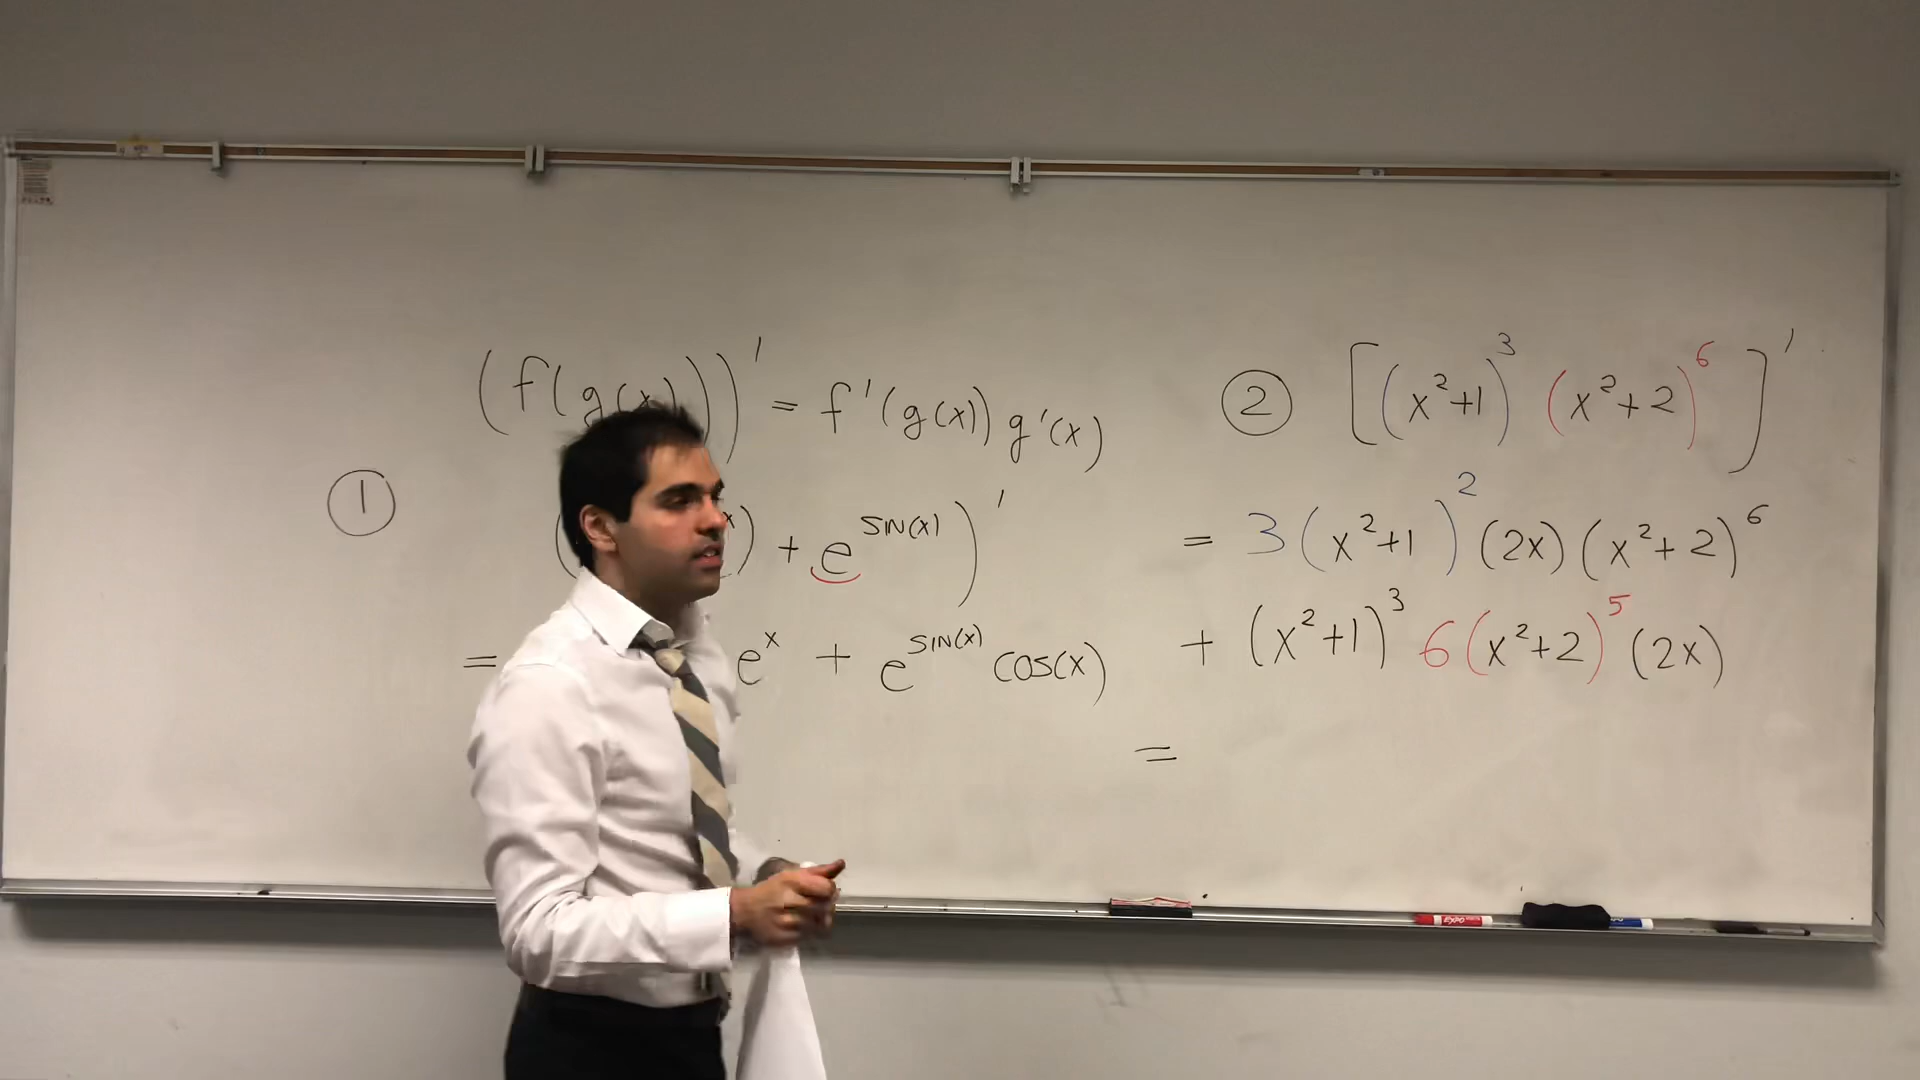 (f(g(x)))' = f'(g(x)) g'(x)
①
x) + e^sin(x))'
= e^x + e^sin(x) cos(x)
② [(x²+1)³ (x²+2)⁶]'
= 3(x²+1)² (2x) (x²+2)⁶
+ (x²+1)³ 6(x²+2)⁵ (2x)
=
EXPO